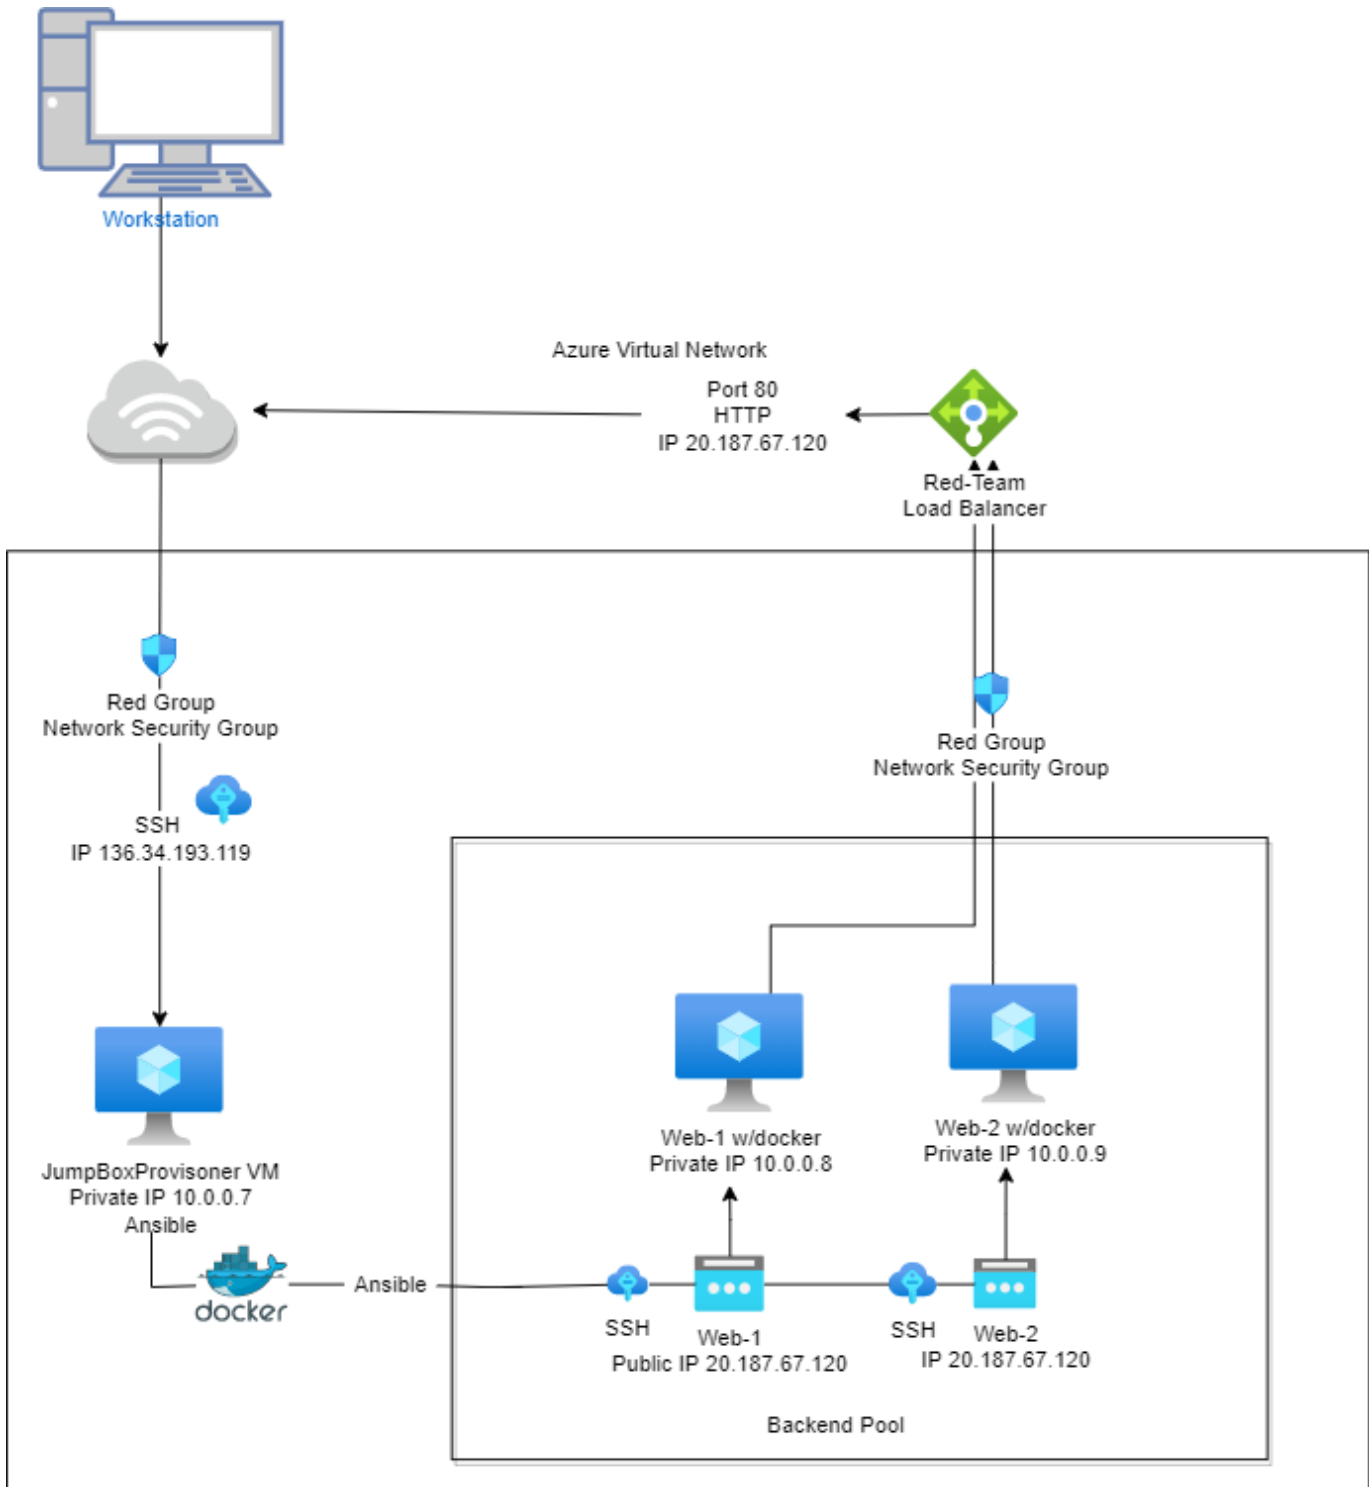 Workstation
Azure Virtual Network
Port 80
HTTP
IP 20.187.67.120
Red-Team
Load Balancer
Red Group
Network Security Group
Red Group
Network Security Group
SSH
IP 136.34.193.119
JumpBoxProvisoner VM
Private IP 10.0.0.7
Ansible
docker
Ansible
Web-1 w/docker
Private IP 10.0.0.8
Web-2 w/docker
Private IP 10.0.0.9
SSH
Web-1
Public IP 20.187.67.120
SSH
Web-2
IP 20.187.67.120
Backend Pool